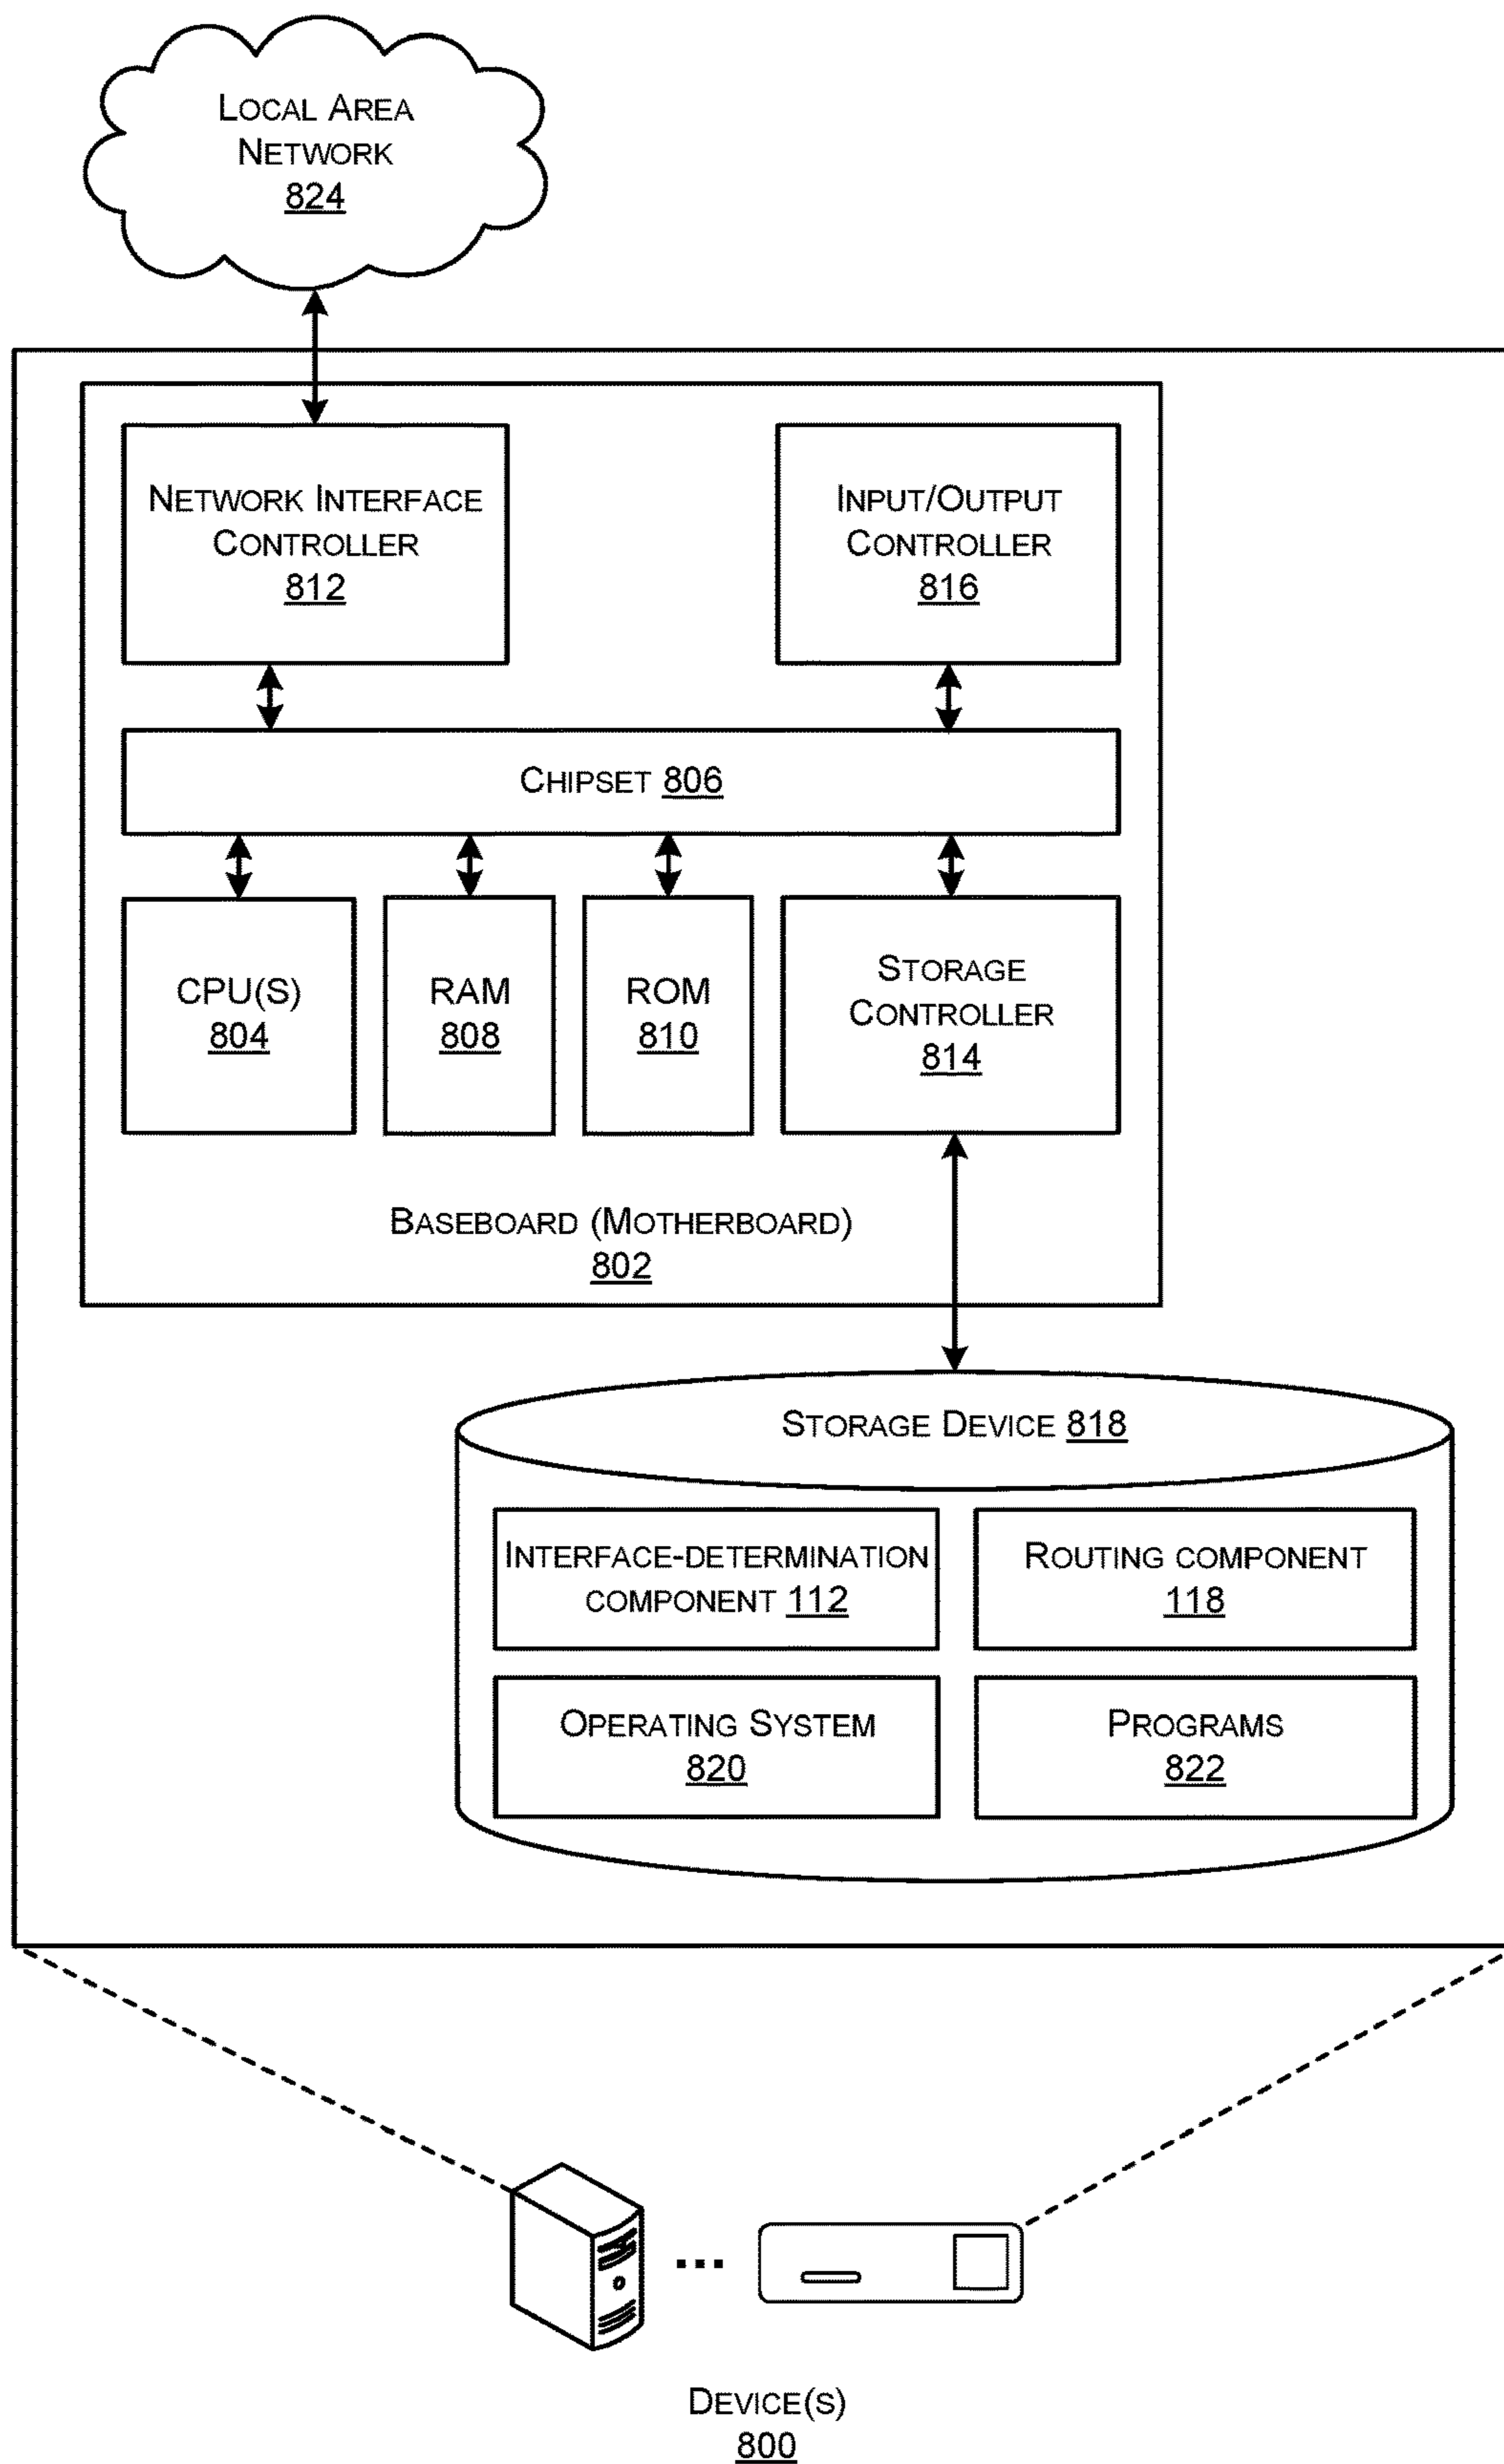 LOCAL AREA
NETWORK
824
NETWORK INTERFACE
CONTROLLER
812
INPUT/OUTPUT
CONTROLLER
816
CHIPSET 806
CPU(S)
804
RAM
808
ROM
810
STORAGE
CONTROLLER
814
BASEBOARD (MOTHERBOARD)
802
STORAGE DEVICE 818
INTERFACE-DETERMINATION
COMPONENT 112
ROUTING COMPONENT
118
OPERATING SYSTEM
820
PROGRAMS
822
...
DEVICE(S)
800